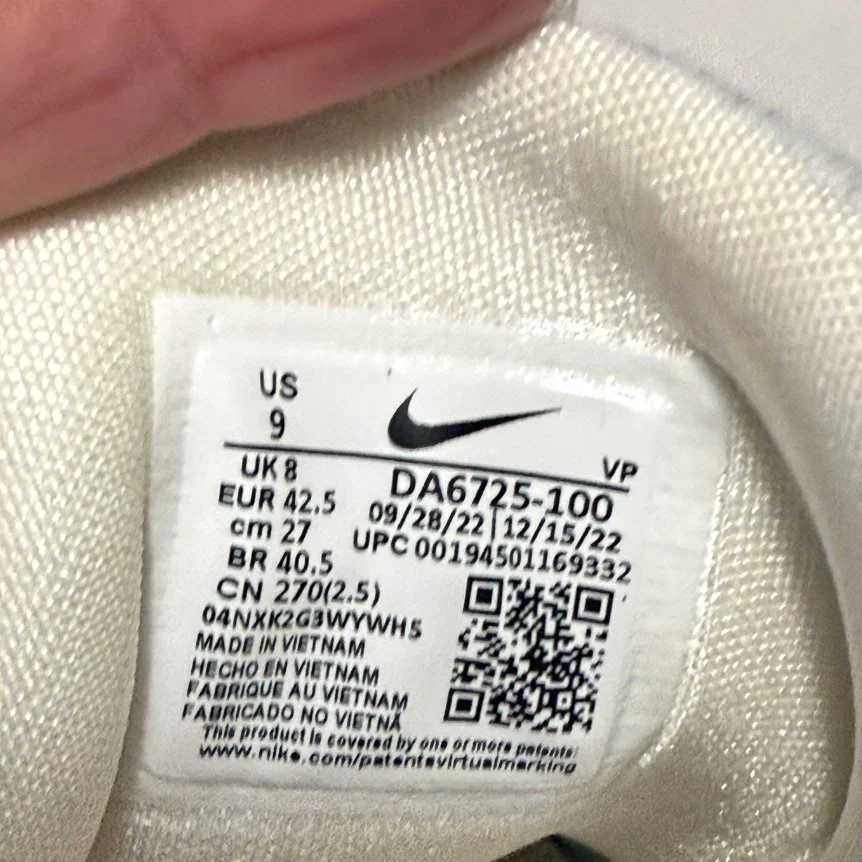 US
9
VP
UK 8
DA6725-100
EUR 42.5
09/28/22 | 12/15/22
cm 27
UPC 00194501169332
BR 40.5
CN 270(2.5)
04NXK2G3WYWH5
MADE IN VIETNAM
HECHO EN VIETNAM
FABRIQUE AU VIETNAM
FABRICADO NO VIETNÃ
This product is covered by one or more patents:
www.nike.com/patentsvirtualmarking